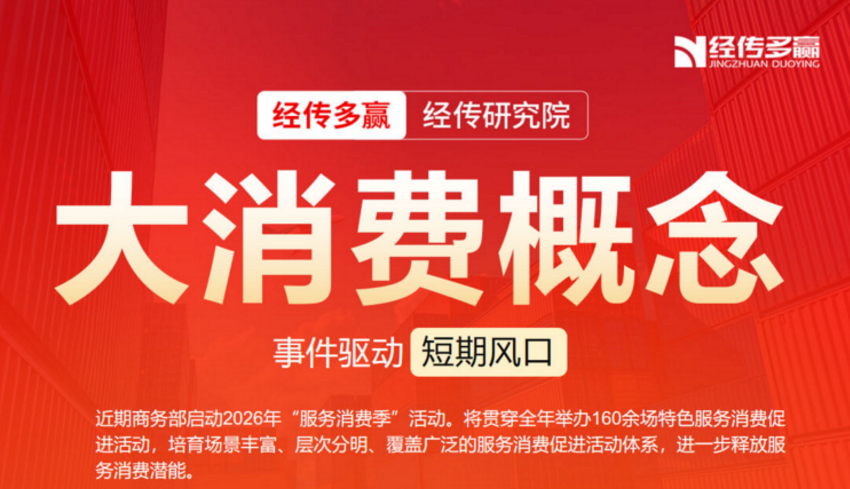 经传多赢
JINGZHUAN DUOYING
经传多赢 经传研究院
大消费概念
事件驱动 短期风口
近期商务部启动2026年“服务消费季”活动。将贯穿全年举办160余场特色服务消费促
进活动，培育场景丰富、层次分明、覆盖广泛的服务消费促进活动体系，进一步释放服
务消费潜能。